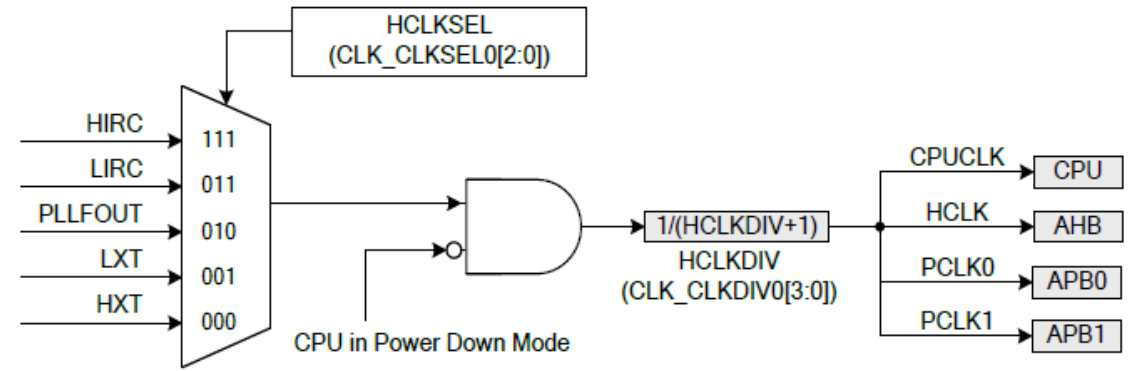 HCLKSEL
(CLK_CLKSEL0[2:0])
HIRC
111
LIRC
011
PLLFOUT
010
LXT
001
HXT
000
CPU in Power Down Mode
1/(HCLKDIV+1)
HCLKDIV
(CLK_CLKDIV0[3:0])
CPUCLK
CPU
HCLK
AHB
PCLK0
APB0
PCLK1
APB1